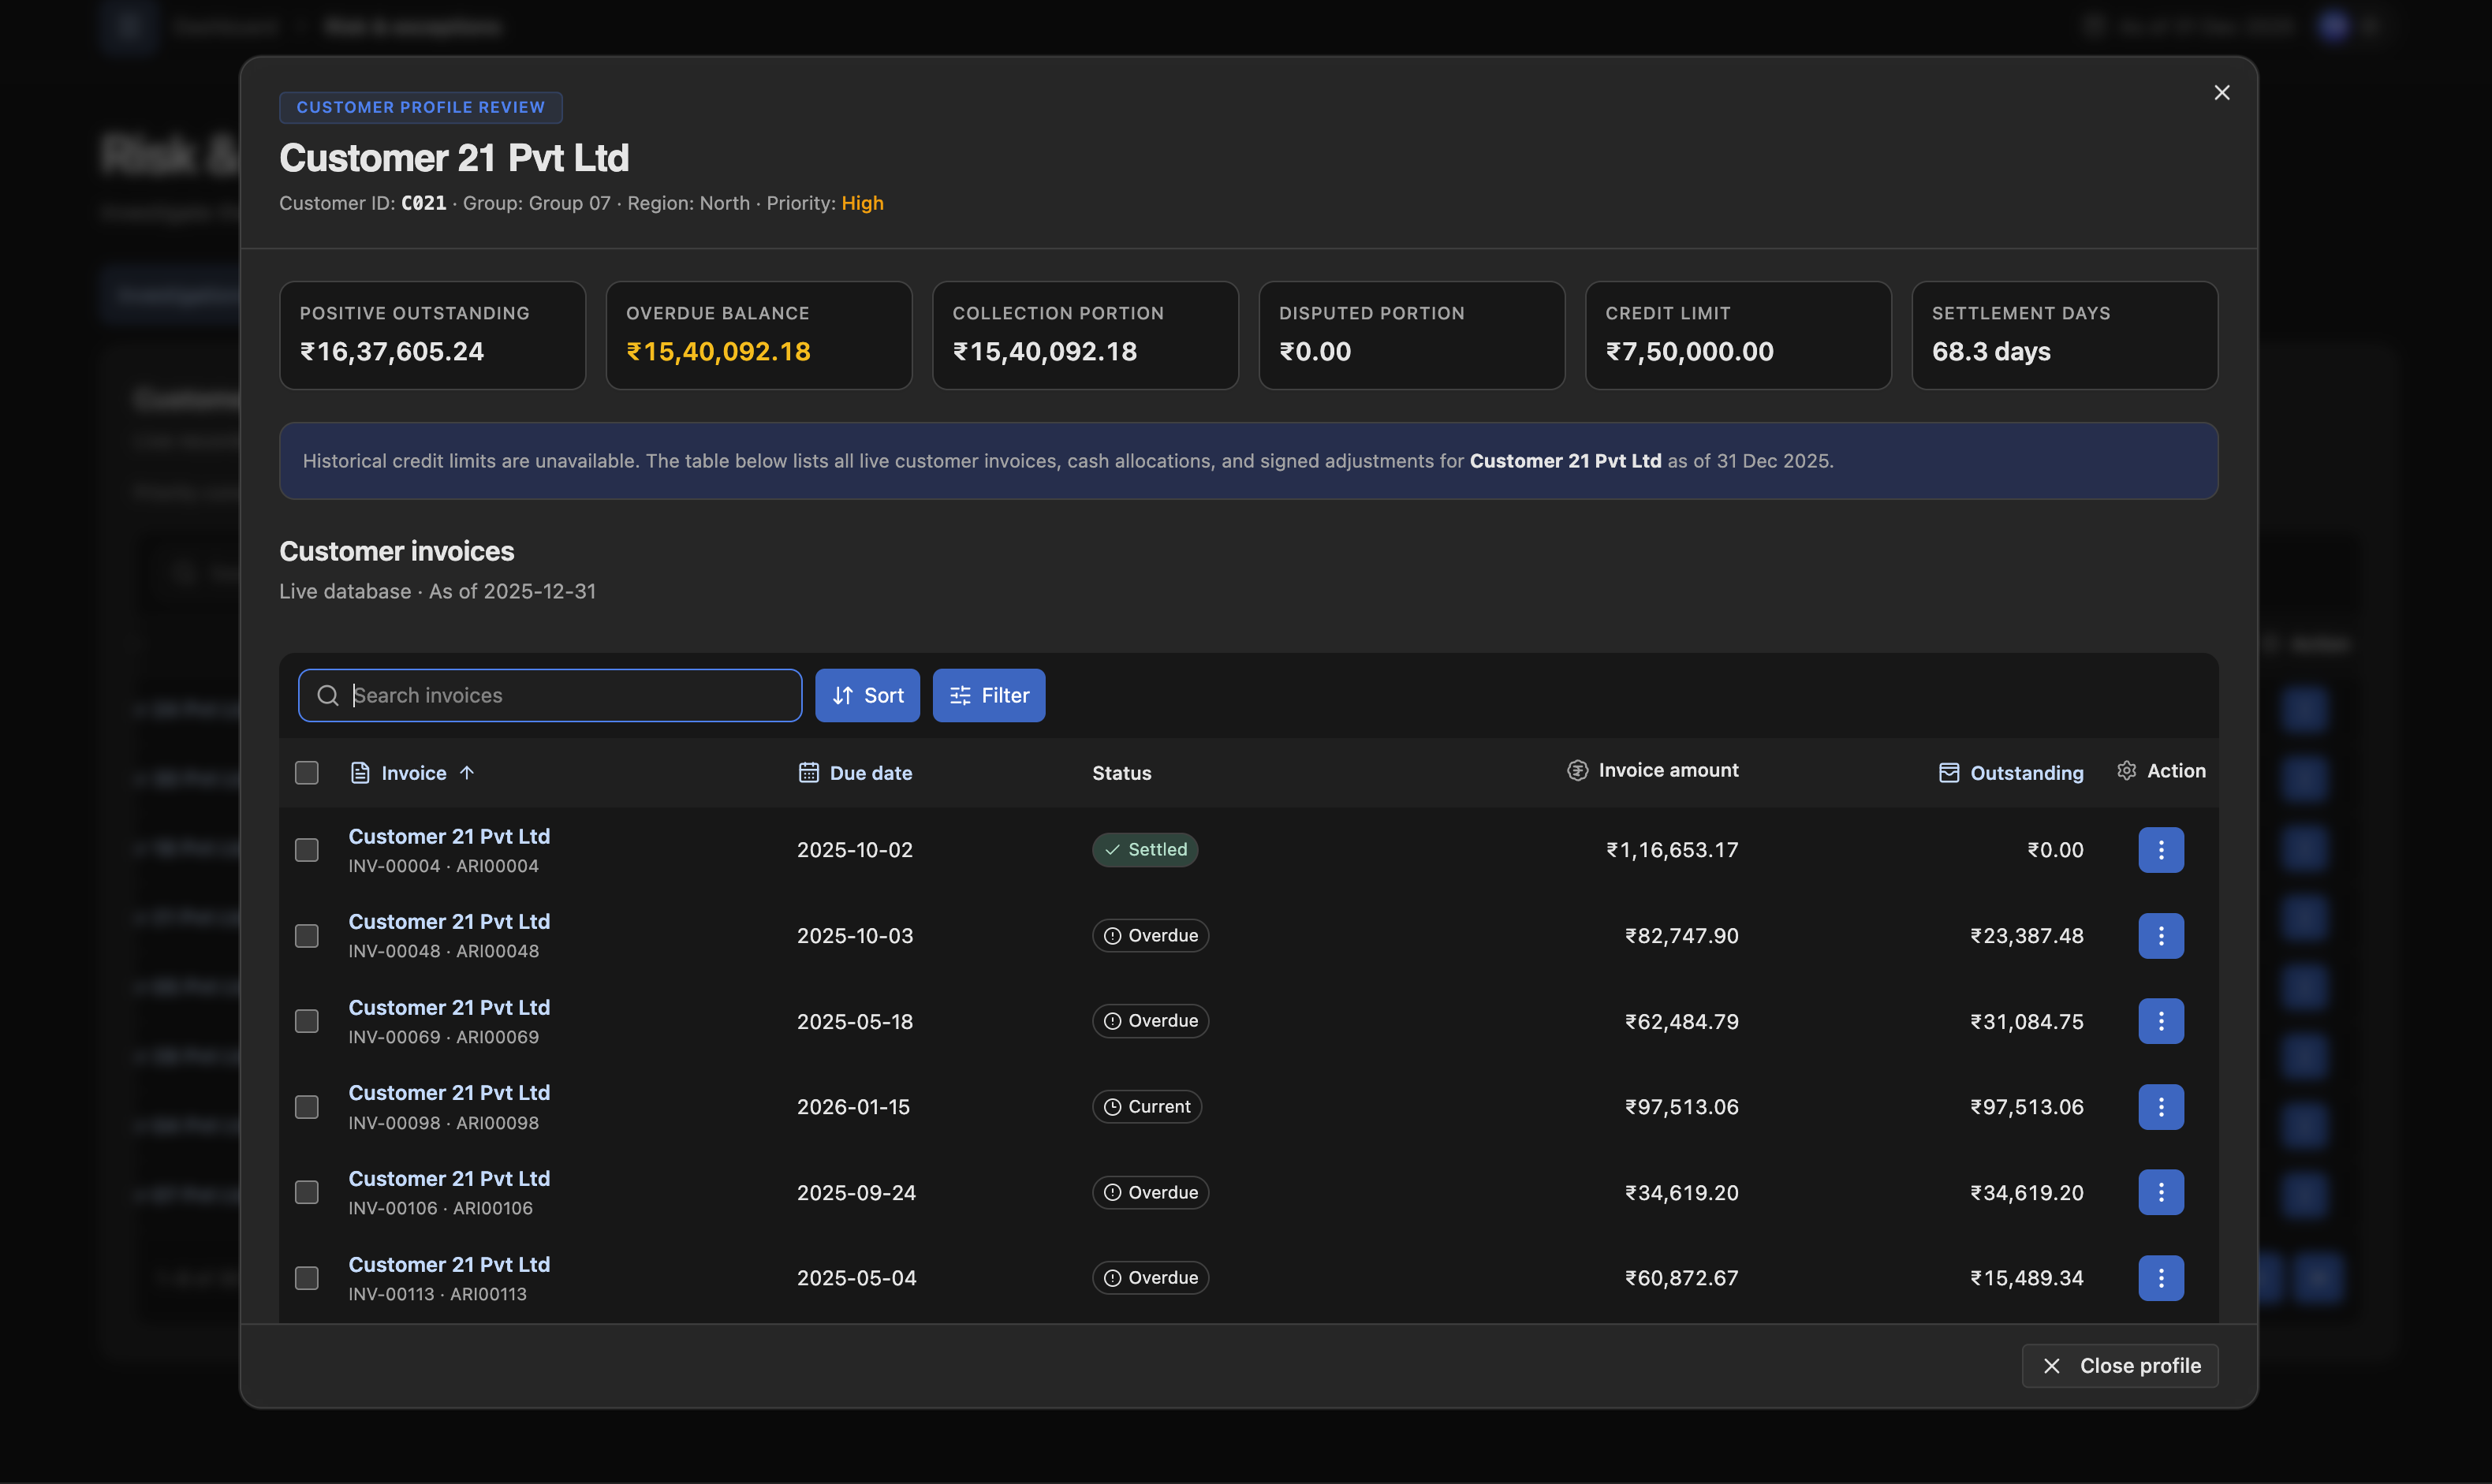 Dashboard
Risk & exceptions
CUSTOMER PROFILE REVIEW
Customer 21 Pvt Ltd
Customer ID: C021 · Group: Group 07 · Region: North · Priority: High
POSITIVE OUTSTANDING
₹16,37,605.24
OVERDUE BALANCE
₹15,40,092.18
COLLECTION PORTION
₹15,40,092.18
DISPUTED PORTION
₹0.00
CREDIT LIMIT
₹7,50,000.00
SETTLEMENT DAYS
68.3 days
Historical credit limits are unavailable. The table below lists all live customer invoices, cash allocations, and signed adjustments for Customer 21 Pvt Ltd as of 31 Dec 2025.
Customer invoices
Live database · As of 2025-12-31
Search invoices
Sort
Filter
Invoice Due date Status Invoice amount Outstanding Action
Customer 21 Pvt Ltd
INV-00004 · ARI00004
2025-10-02 Settled ₹1,16,653.17 ₹0.00
Customer 21 Pvt Ltd
INV-00048 · ARI00048
2025-10-03 Overdue ₹82,747.90 ₹23,387.48
Customer 21 Pvt Ltd
INV-00069 · ARI00069
2025-05-18 Overdue ₹62,484.79 ₹31,084.75
Customer 21 Pvt Ltd
INV-00098 · ARI00098
2026-01-15 Current ₹97,513.06 ₹97,513.06
Customer 21 Pvt Ltd
INV-00106 · ARI00106
2025-09-24 Overdue ₹34,619.20 ₹34,619.20
Customer 21 Pvt Ltd
INV-00113 · ARI00113
2025-05-04 Overdue ₹60,872.67 ₹15,489.34
Close profile